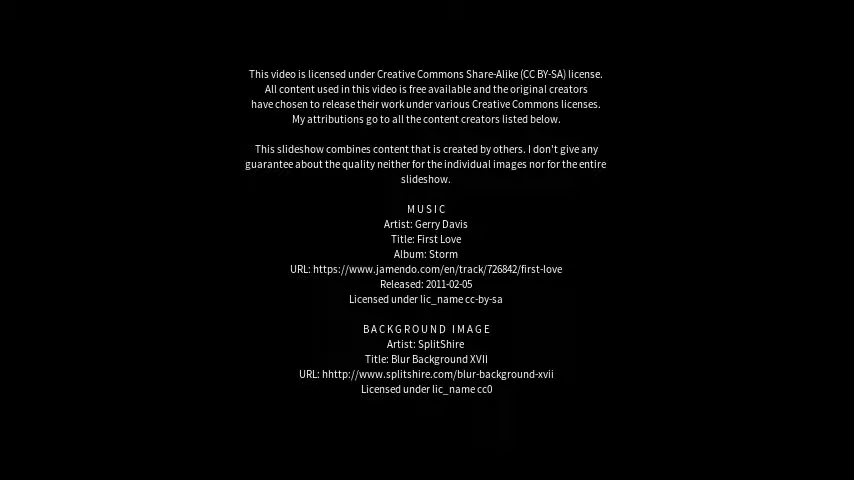 This video is licensed under Creative Commons Share-Alike (CC BY-SA) license.
All content used in this video is free available and the original creators
have chosen to release their work under various Creative Commons licenses.
My attributions go to all the content creators listed below.
This slideshow combines content that is created by others. I don't give any
guarantee about the quality neither for the individual images nor for the entire
slideshow.
MUSIC
Artist: Gerry Davis
Title: First Love
Album: Storm
URL: https://www.jamendo.com/en/track/726842/first-love
Released: 2011-02-05
Licensed under lic_name cc-by-sa
BACKGROUND IMAGE
Artist: SplitShire
Title: Blur Background XVII
URL: hhttp://www.splitshire.com/blur-background-xvii
Licensed under lic_name cc0